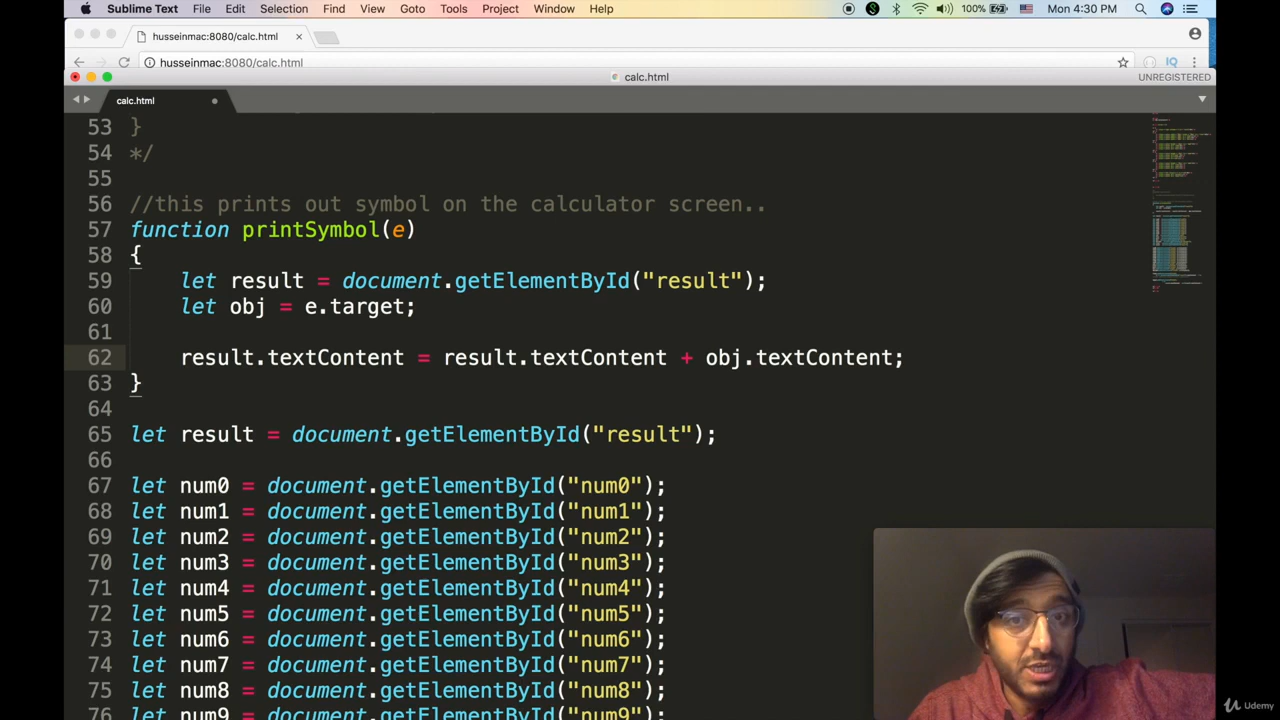 Sublime Text File Edit Selection Find View Goto Tools Project Window Help 100% Mon 4:30 PM
husseinmac:8080/calc.html
husseinmac:8080/calc.html
calc.html UNREGISTERED
calc.html
53 }
54 */
55
56 //this prints out symbol on the calculator screen..
57 function printSymbol(e)
58 {
59 let result = document.getElementById("result");
60 let obj = e.target;
61
62 result.textContent = result.textContent + obj.textContent;
63 }
64
65 let result = document.getElementById("result");
66
67 let num0 = document.getElementById("num0");
68 let num1 = document.getElementById("num1");
69 let num2 = document.getElementById("num2");
70 let num3 = document.getElementById("num3");
71 let num4 = document.getElementById("num4");
72 let num5 = document.getElementById("num5");
73 let num6 = document.getElementById("num6");
74 let num7 = document.getElementById("num7");
75 let num8 = document.getElementById("num8");
76 let num9 = document.getElementById("num9");
Udemy